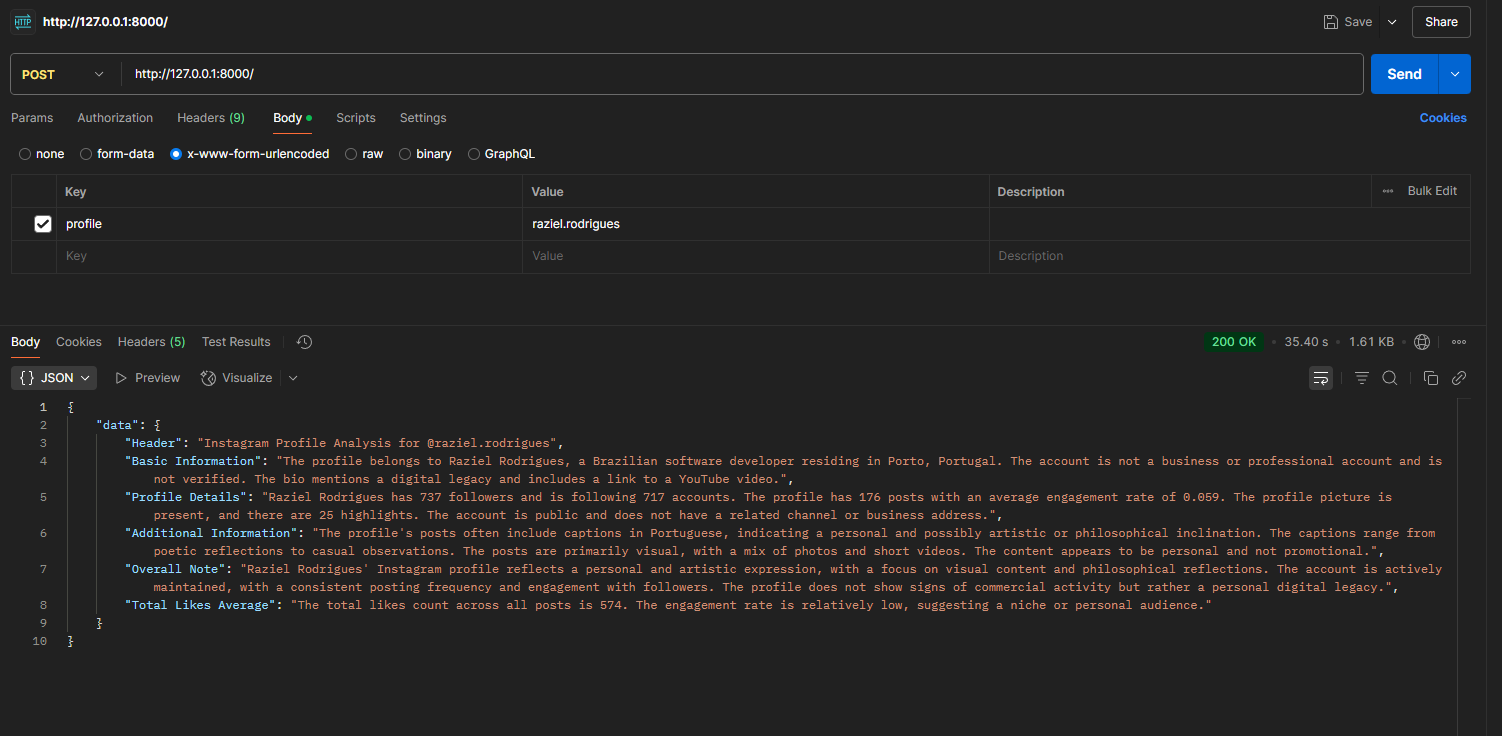 HTTP http://127.0.0.1:8000/ Save Share
POST http://127.0.0.1:8000/ Send
Params Authorization Headers (9) Body Scripts Settings Cookies
none form-data x-www-form-urlencoded raw binary GraphQL
Key Value Description Bulk Edit
profile raziel.rodrigues
Key Value Description
Body Cookies Headers (5) Test Results 200 OK 35.40 s 1.61 KB
{} JSON Preview Visualize
1 {
2 "data": {
3 "Header": "Instagram Profile Analysis for @raziel.rodrigues",
4 "Basic Information": "The profile belongs to Raziel Rodrigues, a Brazilian software developer residing in Porto, Portugal. The account is not a business or professional account and is
not verified. The bio mentions a digital legacy and includes a link to a YouTube video.",
5 "Profile Details": "Raziel Rodrigues has 737 followers and is following 717 accounts. The profile has 176 posts with an average engagement rate of 0.059. The profile picture is
present, and there are 25 highlights. The account is public and does not have a related channel or business address.",
6 "Additional Information": "The profile's posts often include captions in Portuguese, indicating a personal and possibly artistic or philosophical inclination. The captions range from
poetic reflections to casual observations. The posts are primarily visual, with a mix of photos and short videos. The content appears to be personal and not promotional.",
7 "Overall Note": "Raziel Rodrigues' Instagram profile reflects a personal and artistic expression, with a focus on visual content and philosophical reflections. The account is actively
maintained, with a consistent posting frequency and engagement with followers. The profile does not show signs of commercial activity but rather a personal digital legacy.",
8 "Total Likes Average": "The total likes count across all posts is 574. The engagement rate is relatively low, suggesting a niche or personal audience."
9 }
10 }